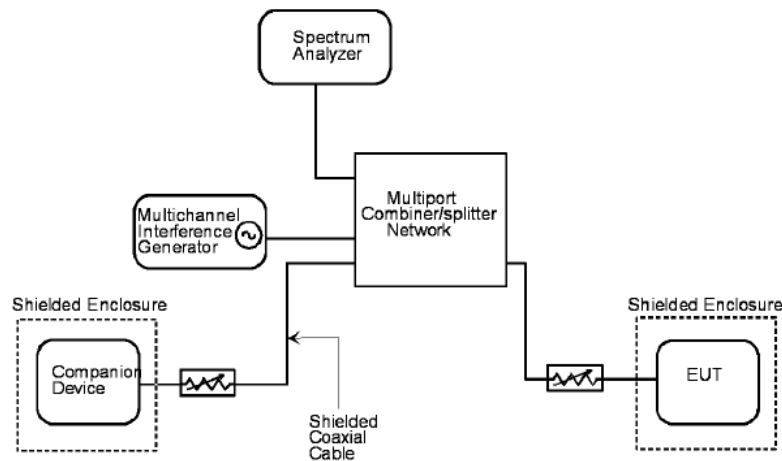 Spectrum
Analyzer
Multiport
Combiner/splitter
Network
Multichannel
Interference
Generator
Shielded Enclosure
Companion
Device
Shielded
Coaxial
Cable
Shielded Enclosure
EUT